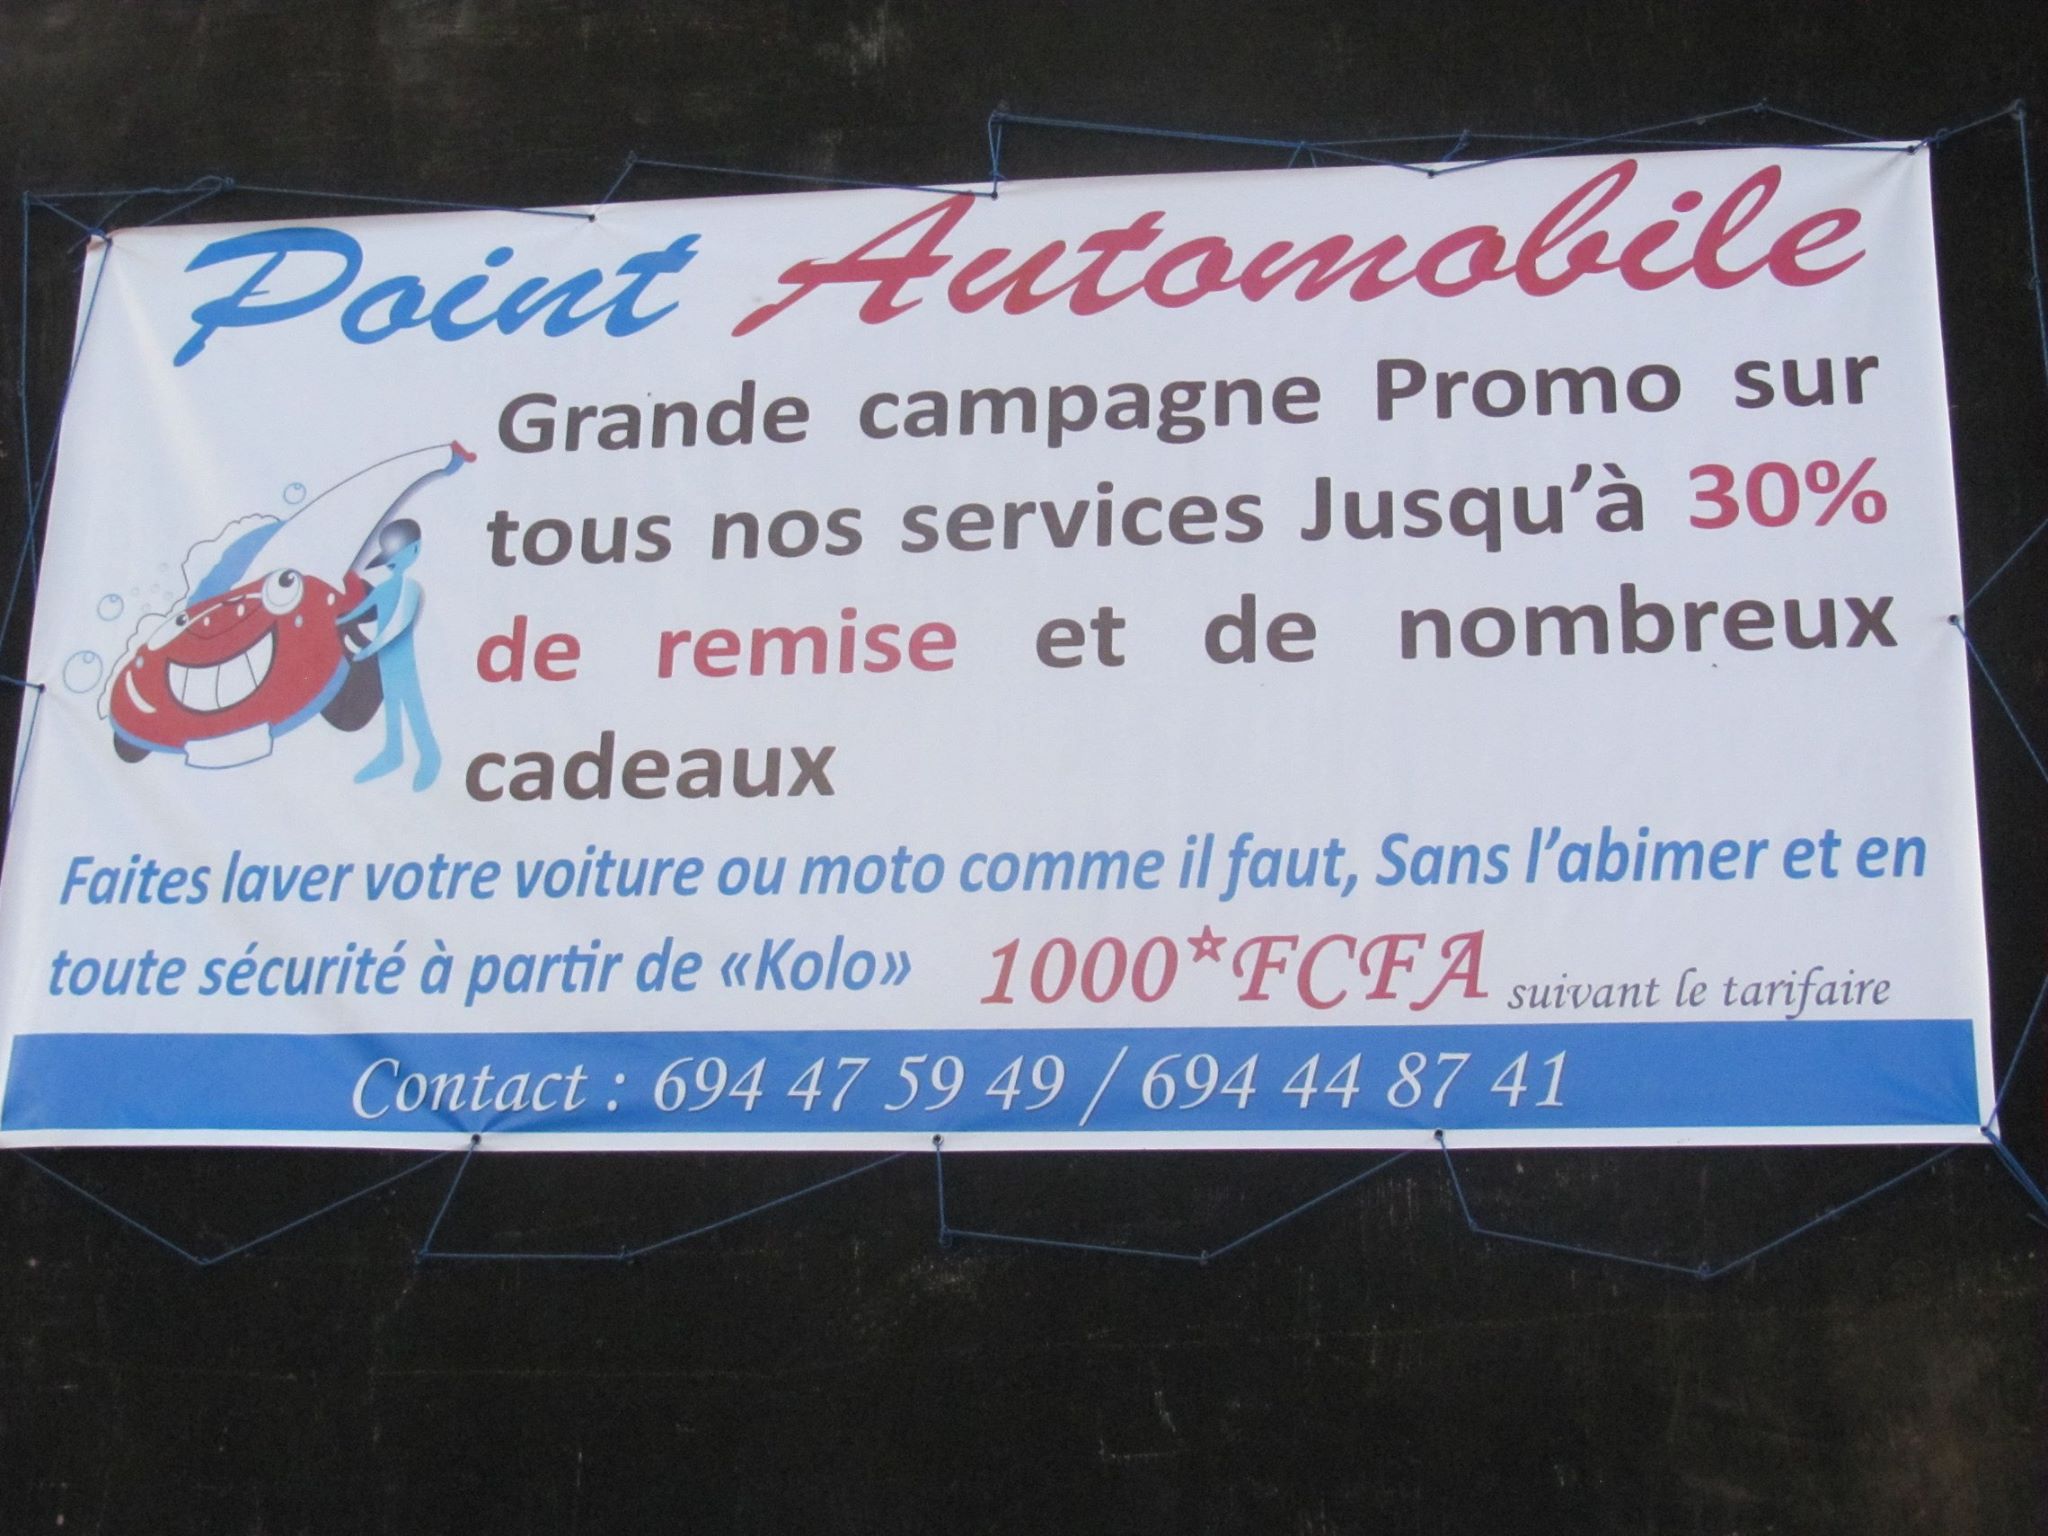 Point Automobile
Grande campagne Promo sur
tous nos services Jusqu'à 30%
de remise et de nombreux
cadeaux
Faites laver votre voiture ou moto comme il faut, Sans l'abimer et en
toute sécurité à partir de «Kolo» 1000*FCFA suivant le tarifaire
Contact : 694 47 59 49 / 694 44 87 41